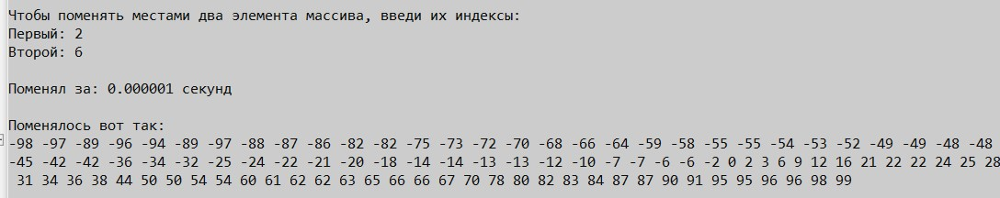 Чтобы поменять местами два элемента массива, введи их индексы:
Первый: 2
Второй: 6
Поменял за: 0.000001 секунд
Поменялось вот так:
-98 -97 -89 -96 -94 -89 -97 -88 -87 -86 -82 -82 -75 -73 -72 -70 -68 -66 -64 -59 -58 -55 -55 -54 -53 -52 -49 -49 -48 -48
-45 -42 -42 -36 -34 -32 -25 -24 -22 -21 -20 -18 -14 -14 -13 -13 -12 -10 -7 -7 -6 -6 -2 0 2 3 6 9 12 16 21 22 22 24 25 28
31 34 36 38 44 50 50 54 54 60 61 62 62 63 65 66 66 67 70 78 80 82 83 84 87 87 90 91 95 95 96 96 98 99